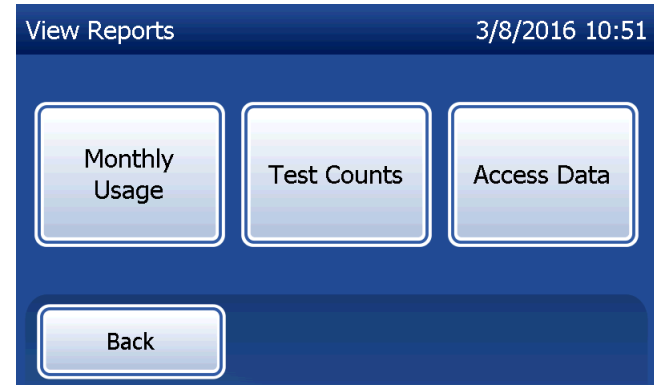 View Reports 3/8/2016 10:51
Monthly
Usage
Test Counts
Access Data
Back